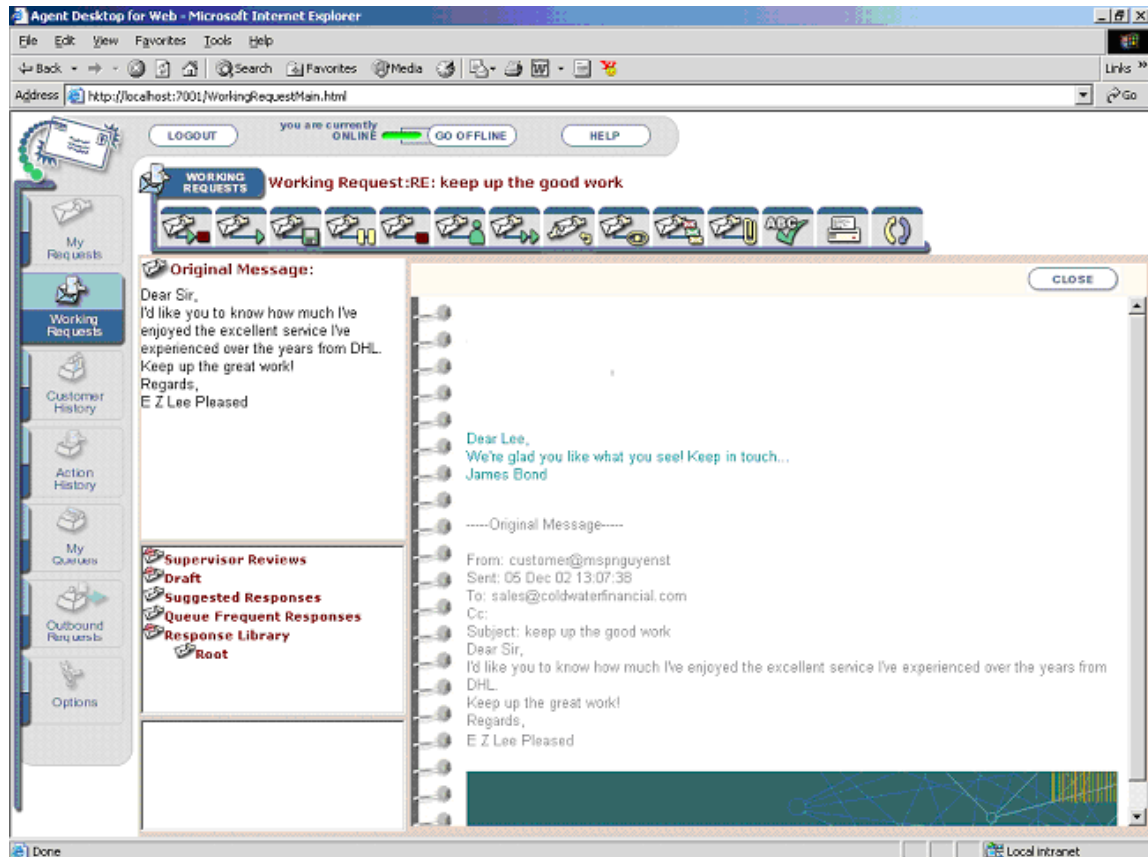 Agent Desktop for Web - Microsoft Internet Explorer
File Edit View Favorites Tools Help
Back Search Favorites Media Links »
Address http://localhost:7001/WorkingRequestMain.html Go
LOGOUT
you are currently
ONLINE
GO OFFLINE
HELP
WORKING
REQUESTS
Working Request:RE: keep up the good work
ABC
My
Requests
Working
Requests
Customer
History
Action
History
My
Queues
Outbound
Requests
Options
Original Message:
Dear Sir,
I'd like you to know how much I've
enjoyed the excellent service I've
experienced over the years from DHL.
Keep up the great work!
Regards,
E Z Lee Pleased
Supervisor Reviews
Draft
Suggested Responses
Queue Frequent Responses
Response Library
Root
CLOSE
Dear Lee,
We're glad you like what you see! Keep in touch...
James Bond
-----Original Message-----
From: customer@mspnguyenst
Sent: 05 Dec 02 13:07:38
To: sales@coldwaterfinancial.com
Cc:
Subject: keep up the good work
Dear Sir,
I'd like you to know how much I've enjoyed the excellent service I've experienced over the years from
DHL.
Keep up the great work!
Regards,
E Z Lee Pleased
Done
Local intranet